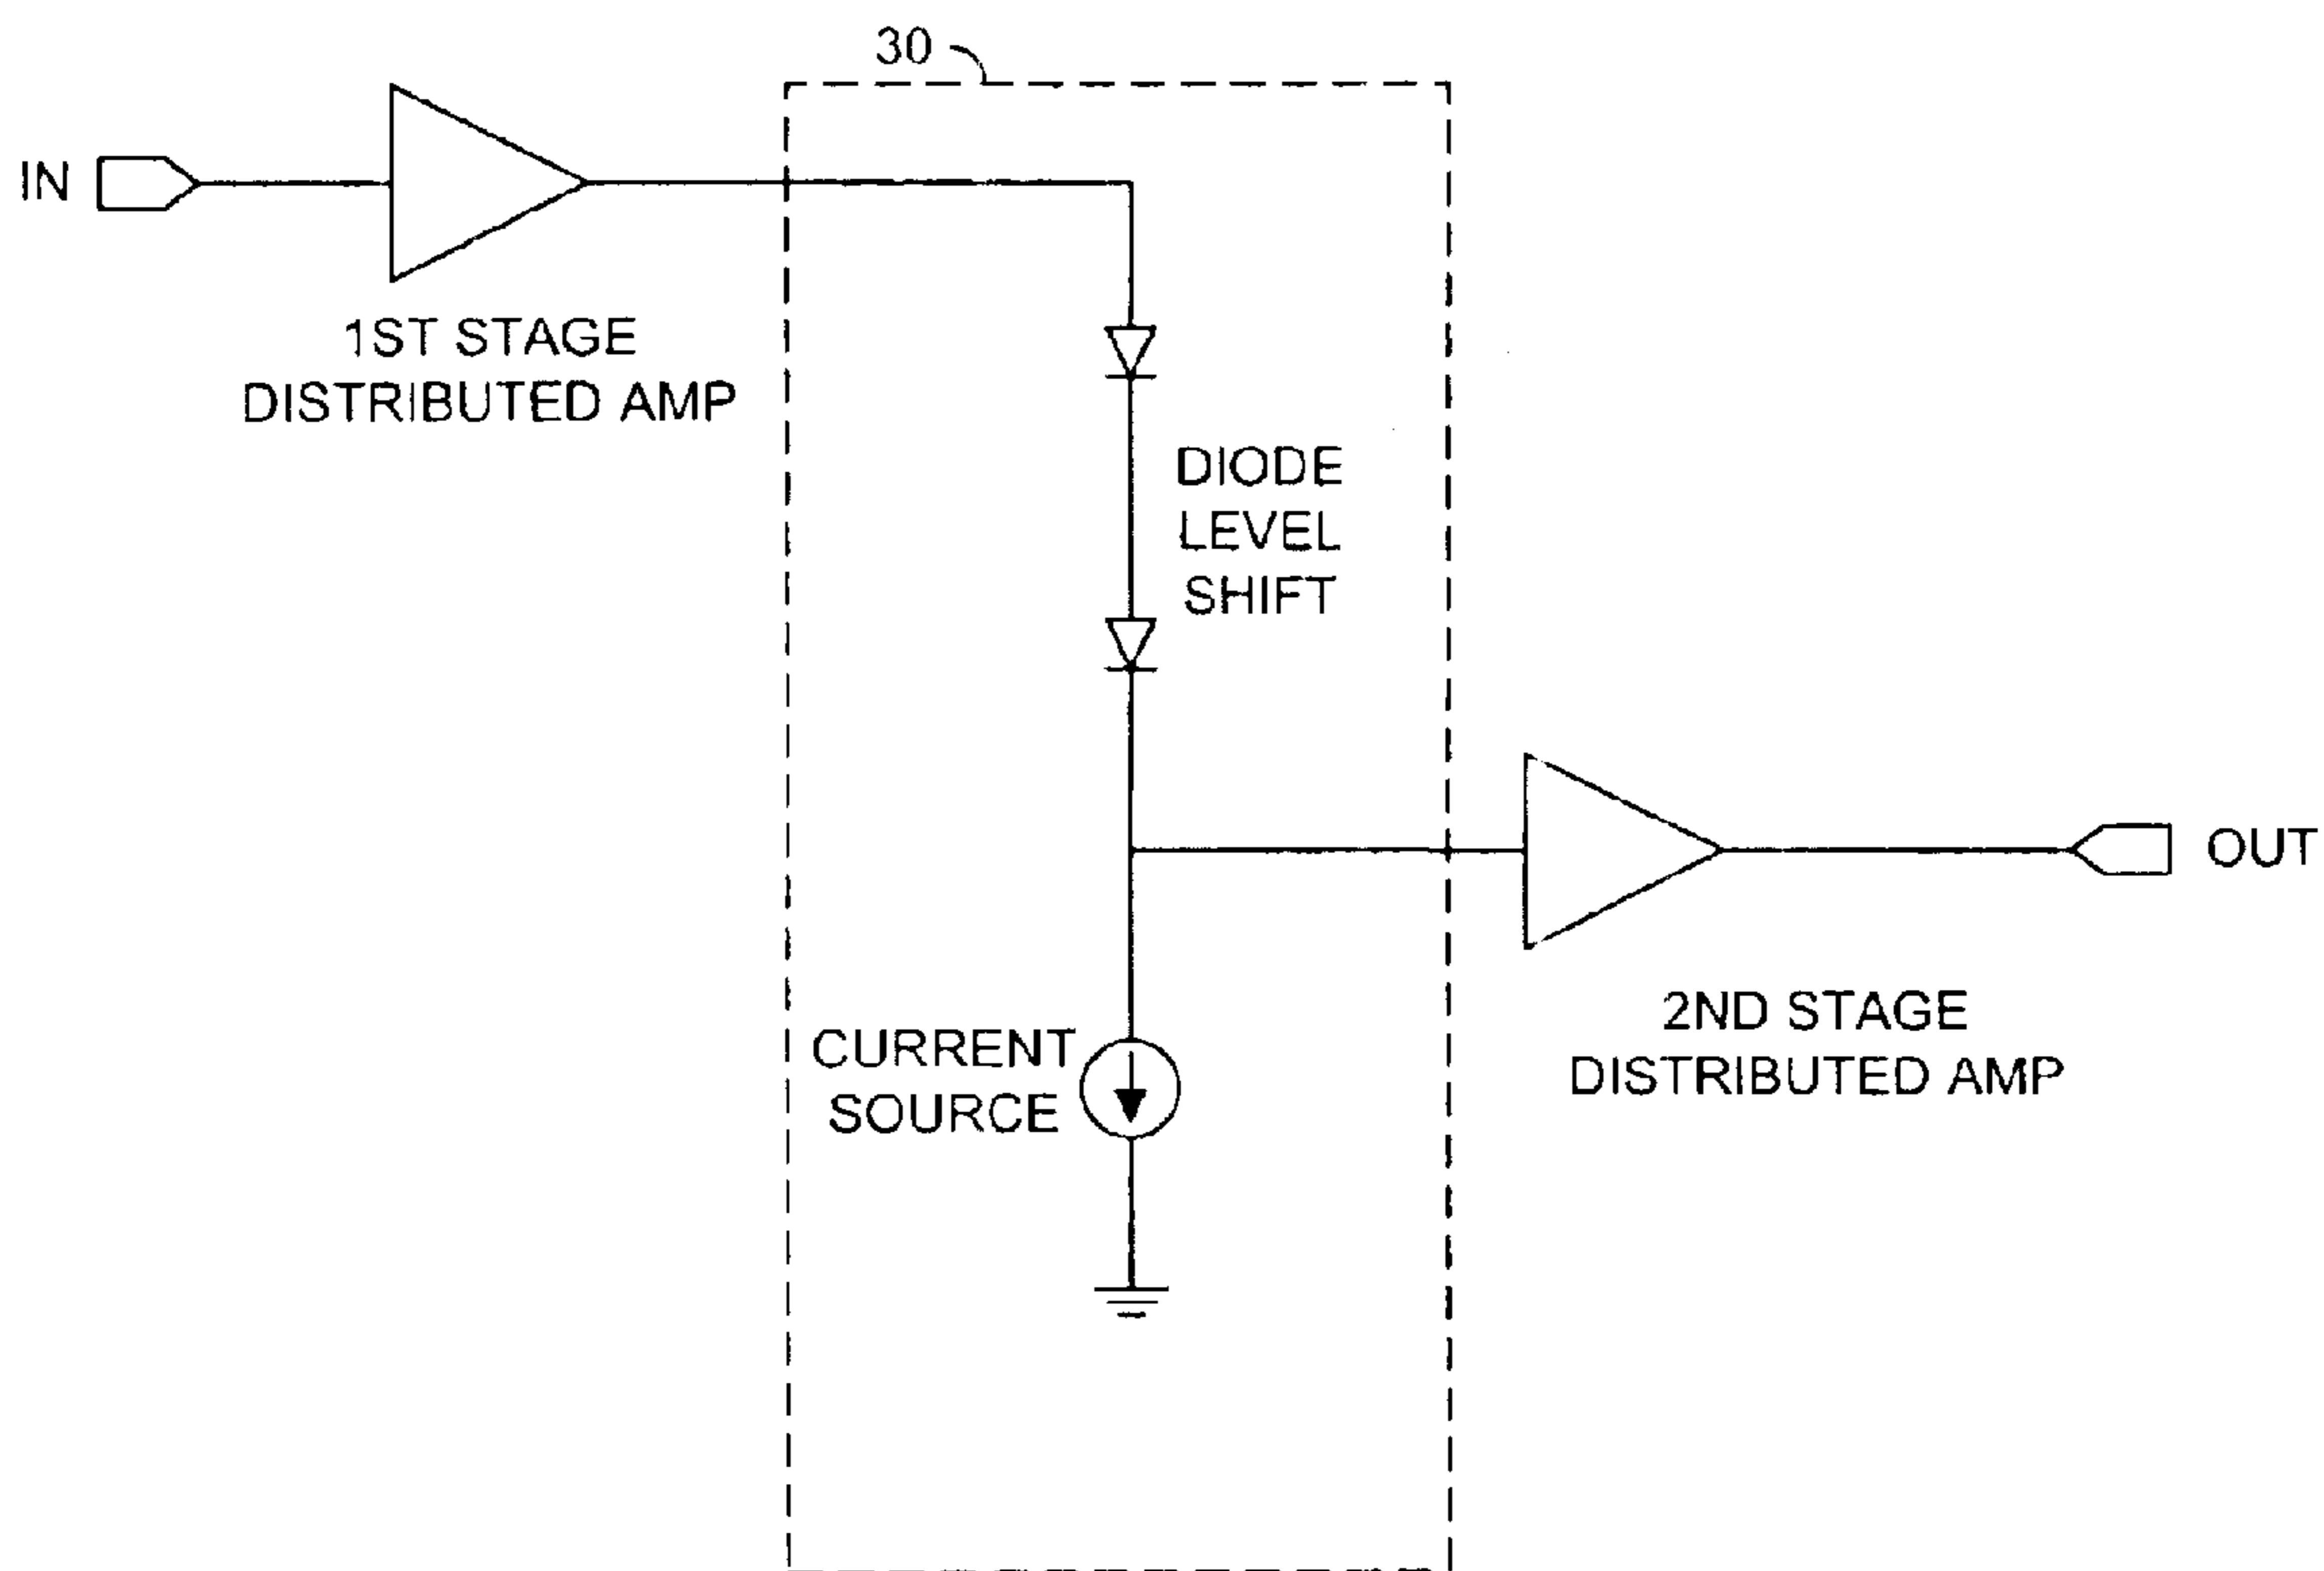 30
IN
1ST STAGE
DISTRIBUTED AMP
DIODE
LEVEL
SHIFT
OUT
CURRENT
SOURCE
2ND STAGE
DISTRIBUTED AMP